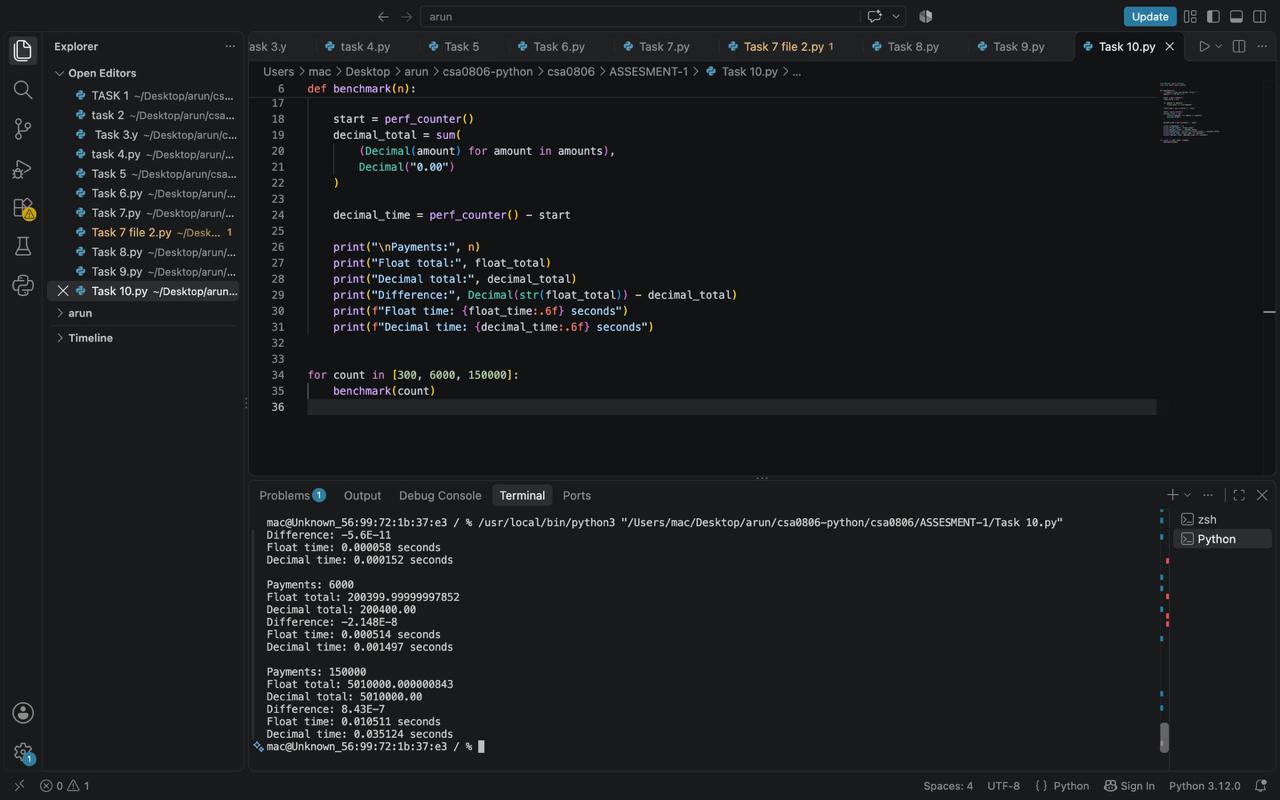 arun
Update
Explorer
Open Editors
TASK 1 ~/Desktop/arun/cs...
task 2 ~/Desktop/arun/csa...
Task 3.y ~/Desktop/arun/c...
task 4.py ~/Desktop/arun/...
Task 5 ~/Desktop/arun/csa...
Task 6.py ~/Desktop/arun/...
Task 7.py ~/Desktop/arun/...
Task 7 file 2.py ~/Desk... 1
Task 8.py ~/Desktop/arun/...
Task 9.py ~/Desktop/arun/...
Task 10.py ~/Desktop/arun...
arun
Timeline
ask 3.y task 4.py Task 5 Task 6.py Task 7.py Task 7 file 2.py 1 Task 8.py Task 9.py Task 10.py
Users > mac > Desktop > arun > csa0806-python > csa0806 > ASSESMENT-1 > Task 10.py > ...
6 def benchmark(n):
17
18 start = perf_counter()
19 decimal_total = sum(
20 (Decimal(amount) for amount in amounts),
21 Decimal("0.00")
22 )
23
24 decimal_time = perf_counter() - start
25
26 print("\nPayments:", n)
27 print("Float total:", float_total)
28 print("Decimal total:", decimal_total)
29 print("Difference:", Decimal(str(float_total)) - decimal_total)
30 print(f"Float time: {float_time:.6f} seconds")
31 print(f"Decimal time: {decimal_time:.6f} seconds")
32
33
34 for count in [300, 6000, 150000]:
35 benchmark(count)
36
Problems 1 Output Debug Console Terminal Ports
mac@Unknown_56:99:72:1b:37:e3 / % /usr/local/bin/python3 "/Users/mac/Desktop/arun/csa0806-python/csa0806/ASSESMENT-1/Task 10.py"
Difference: -5.6E-11
Float time: 0.000058 seconds
Decimal time: 0.000152 seconds
Payments: 6000
Float total: 200399.99999997852
Decimal total: 200400.00
Difference: -2.148E-8
Float time: 0.000514 seconds
Decimal time: 0.001497 seconds
Payments: 150000
Float total: 5010000.000000843
Decimal total: 5010000.00
Difference: 8.43E-7
Float time: 0.010511 seconds
Decimal time: 0.035124 seconds
mac@Unknown_56:99:72:1b:37:e3 / %
zsh
Python
1
0 1 Spaces: 4 UTF-8 { } Python Sign In Python 3.12.0